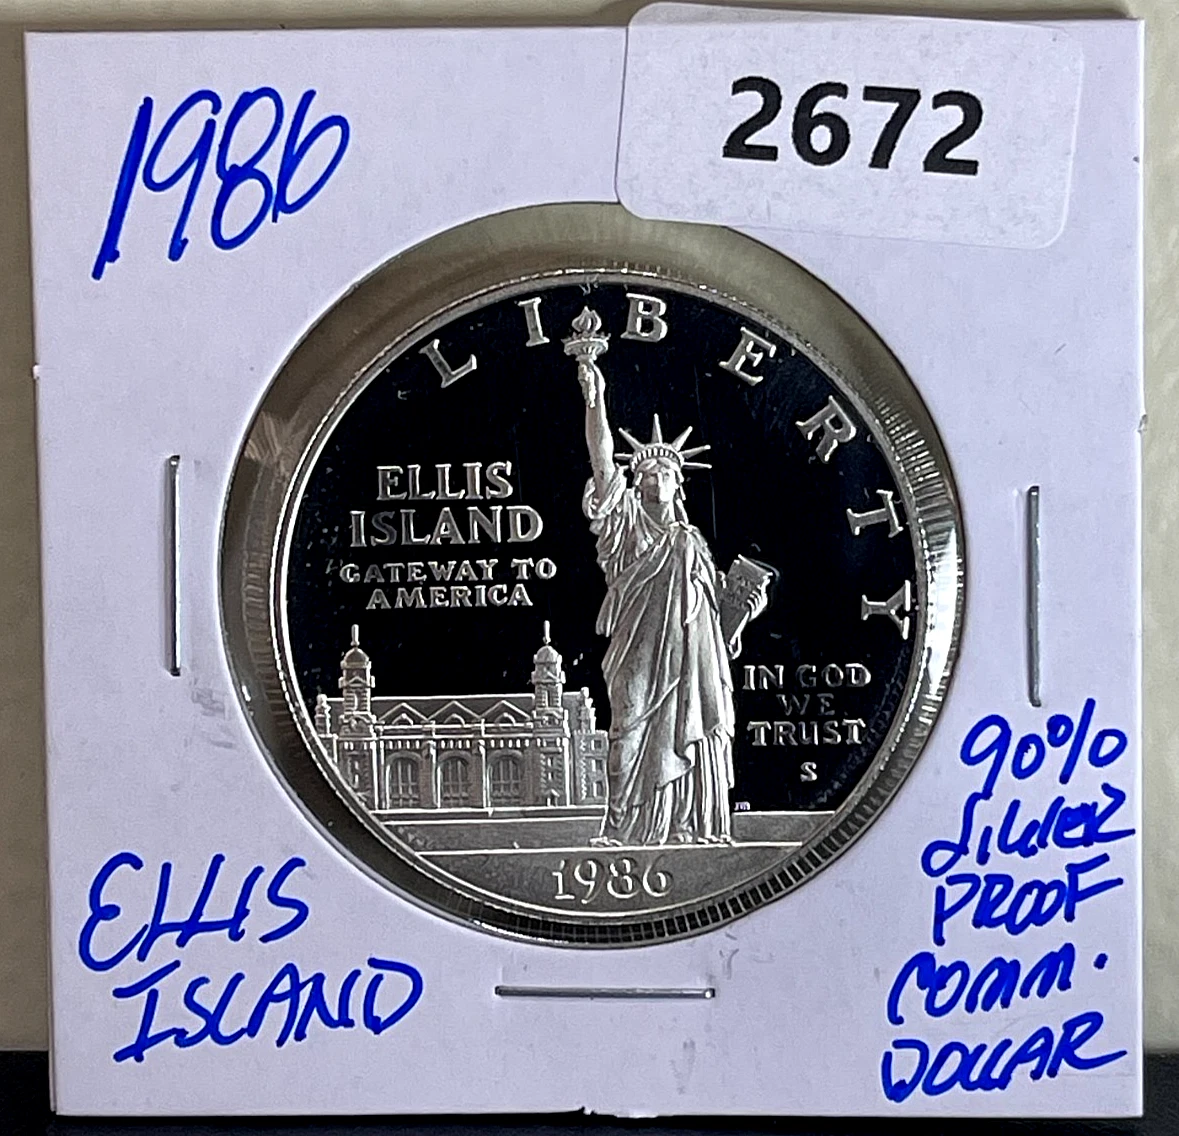 1986
2672
LIBERTY
ELLIS
ISLAND
GATEWAY TO
AMERICA
IN GOD
WE
TRUST
S
1986
ELLIS
ISLAND
90%
SILVER
PROOF
COMM.
DOLLAR